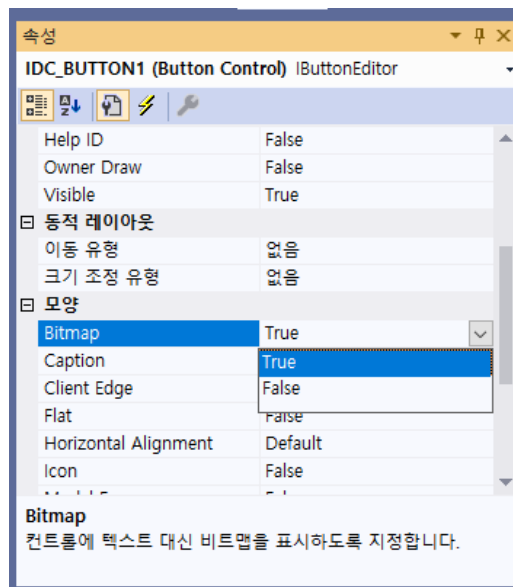 속성
IDC_BUTTON1 (Button Control) IButtonEditor
Help ID False
Owner Draw False
Visible True
동적 레이아웃
이동 유형 없음
크기 조정 유형 없음
모양
Bitmap True
Caption True
Client Edge False
Flat False
Horizontal Alignment Default
Icon False
Bitmap
컨트롤에 텍스트 대신 비트맵을 표시하도록 지정합니다.